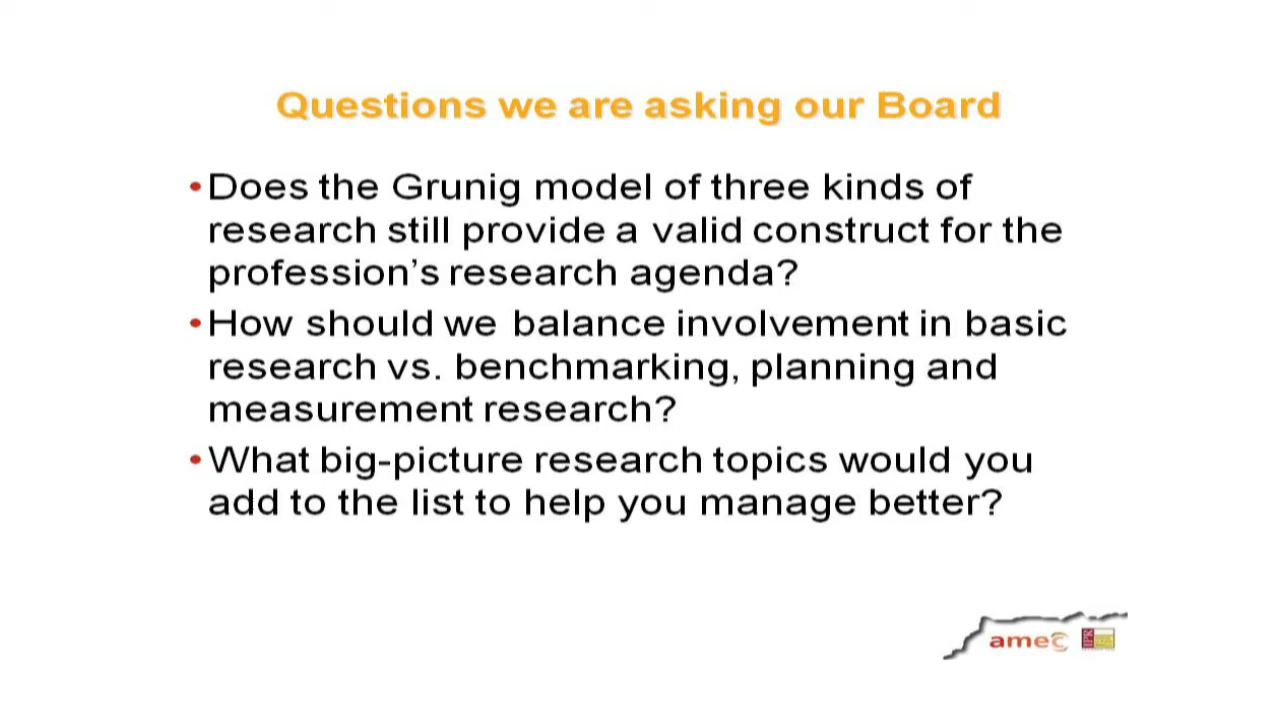 Questions we are asking our Board
•Does the Grunig model of three kinds of
research still provide a valid construct for the
profession’s research agenda?
•How should we balance involvement in basic
research vs. benchmarking, planning and
measurement research?
•What big-picture research topics would you
add to the list to help you manage better?
amec IPR